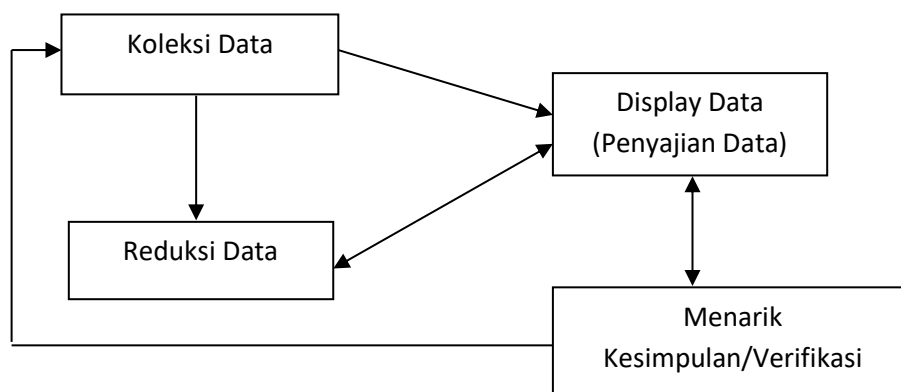 Koleksi Data
Display Data
(Penyajian Data)
Reduksi Data
Menarik
Kesimpulan/Verifikasi